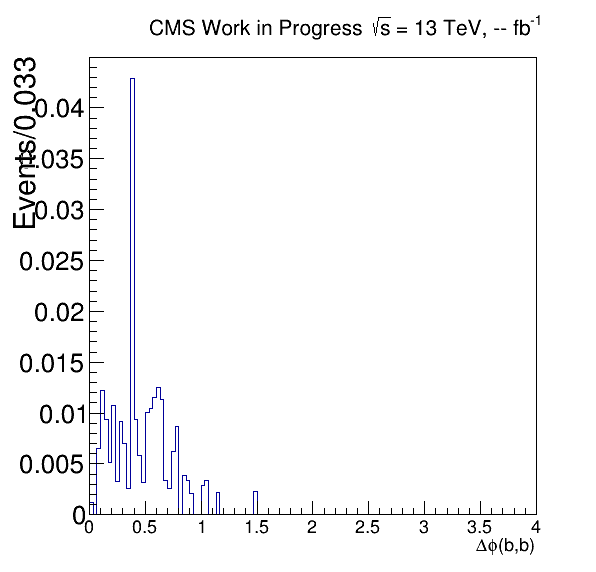 CMS Work in Progress √s = 13 TeV, -- fb⁻¹
Events/0.033
0.04
0.035
0.03
0.025
0.02
0.015
0.01
0.005
0
0 0.5 1 1.5 2 2.5 3 3.5 4
Δϕ(b,b)